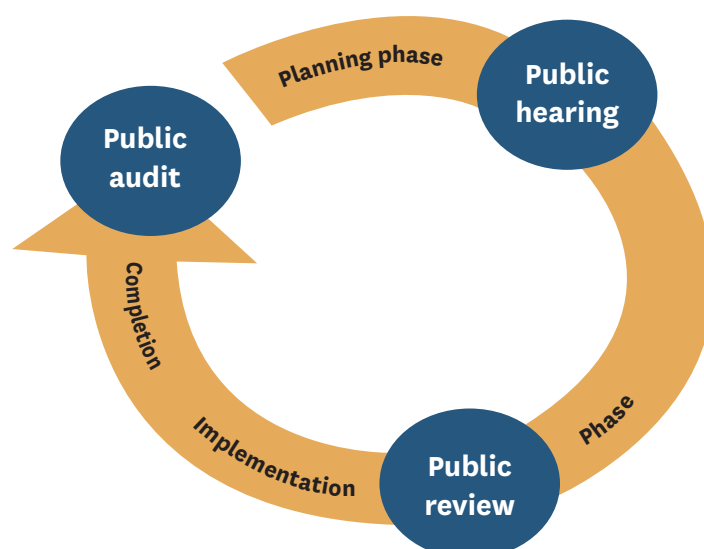 Planning phase
Public
hearing
Phase
Public
review
Implementation
Completion
Public
audit